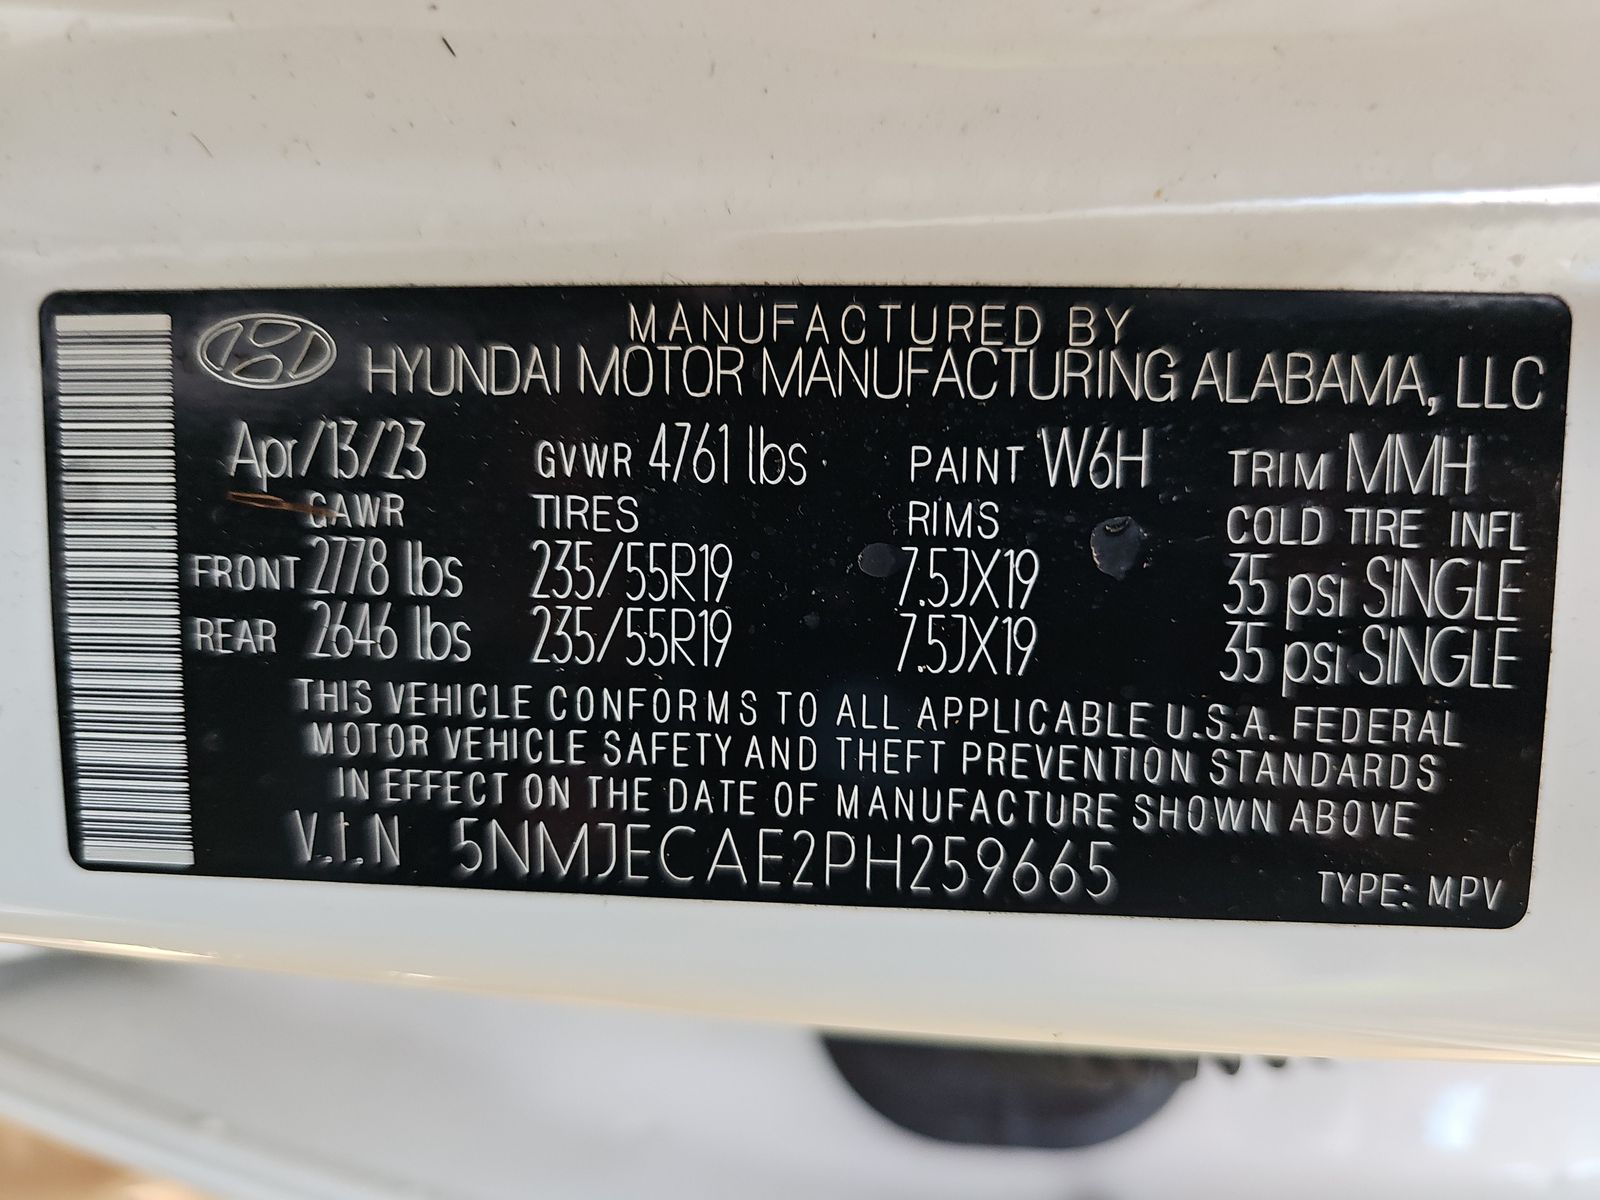 MANUFACTURED BY
HYUNDAI MOTOR MANUFACTURING ALABAMA, LLC
Apr/13/23 GVWR 4761 lbs PAINT W6H TRIM MMH
GAWR TIRES RIMS COLD TIRE INFL
FRONT 2778 lbs 235/55R19 7.5JX19 35 psi SINGLE
REAR 2646 lbs 235/55R19 7.5JX19 35 psi SINGLE
THIS VEHICLE CONFORMS TO ALL APPLICABLE U.S.A. FEDERAL
MOTOR VEHICLE SAFETY AND THEFT PREVENTION STANDARDS
IN EFFECT ON THE DATE OF MANUFACTURE SHOWN ABOVE
V.I.N 5NMJECAE2PH259665 TYPE: MPV